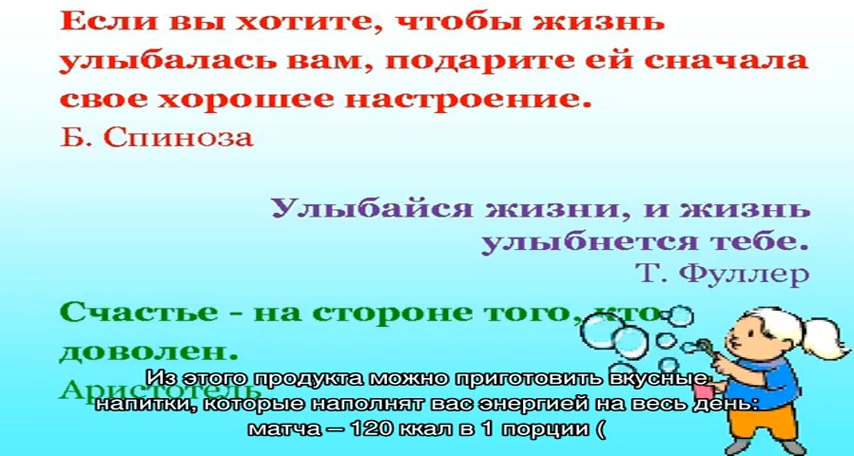 Если вы хотите, чтобы жизнь
улыбалась вам, подарите ей сначала
свое хорошее настроение.
Б. Спиноза
Улыбайся жизни, и жизнь
улыбнется тебе.
Т. Фуллер
Счастье - на стороне того, кто
доволен.
Аристотель
Из этого продукта можно приготовить вкусные
напитки, которые наполнят вас энергией на весь день:
матча – 120 ккал в 1 порции (